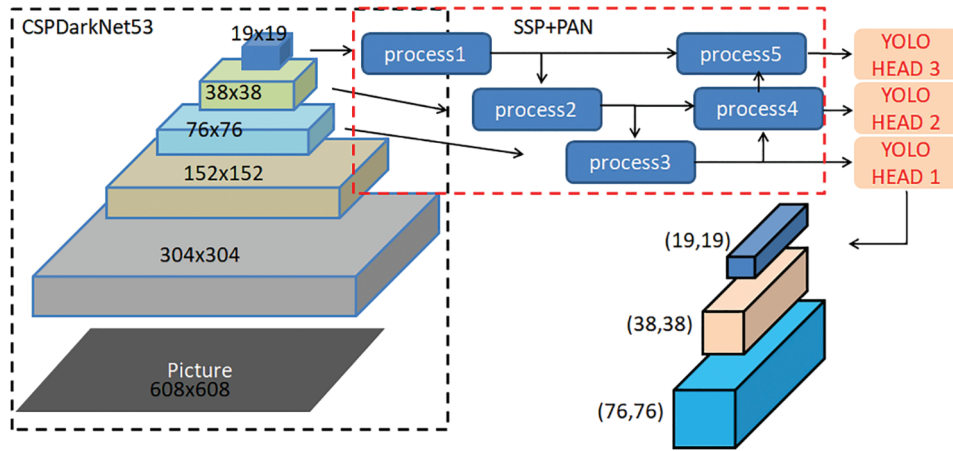 CSPDarkNet53
SSP+PAN
19x19
38x38
76x76
152x152
304x304
Picture
608x608
process1
process5
process2
process4
process3
YOLO
HEAD 3
YOLO
HEAD 2
YOLO
HEAD 1
(19,19)
(38,38)
(76,76)